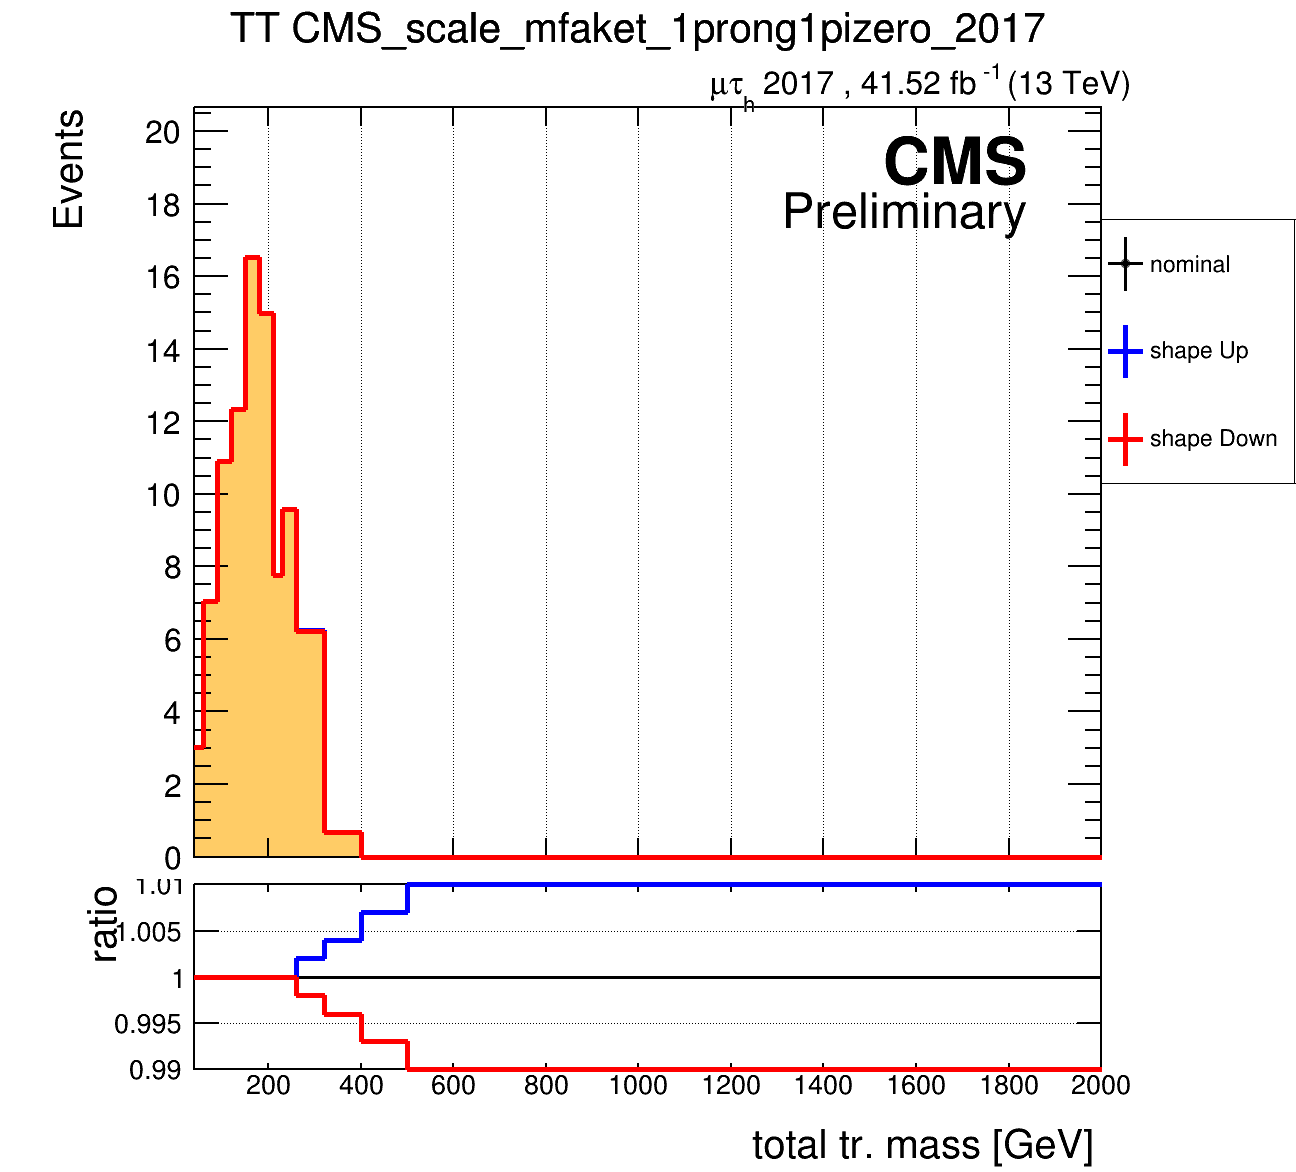 TT CMS_scale_mfaket_1prong1pizero_2017
μτh 2017 , 41.52 fb-1 (13 TeV)
Events
20
18
16
14
12
10
8
6
4
2
0
CMS
Preliminary
nominal
shape Up
shape Down
ratio
1.01
1.005
1
0.995
0.99
200 400 600 800 1000 1200 1400 1600 1800 2000
total tr. mass [GeV]